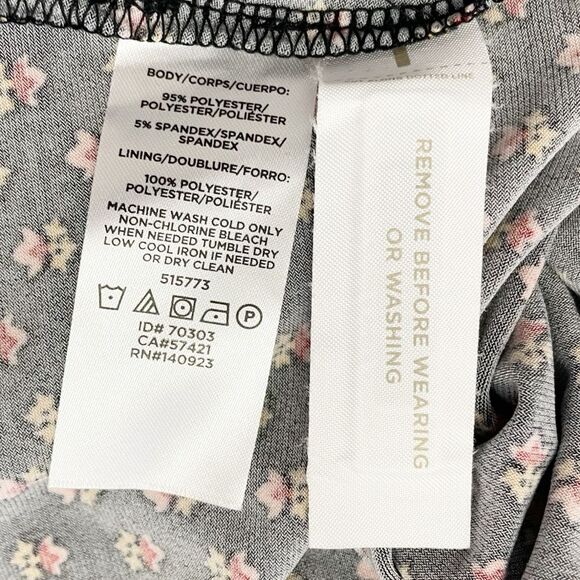 BODY/CORPS/CUERPO:
95% POLYESTER/
POLYESTER/POLIÉSTER
5% SPANDEX/SPANDEX/
SPANDEX
LINING/DOUBLURE/FORRO:
100% POLYESTER/
POLYESTER/POLIÉSTER
MACHINE WASH COLD ONLY
NON-CHLORINE BLEACH
WHEN NEEDED TUMBLE DRY
LOW COOL IRON IF NEEDED
OR DRY CLEAN
515773
P
ID# 70303
CA#57421
RN#140923
LINE
REMOVE BEFORE WEARING
OR WASHING